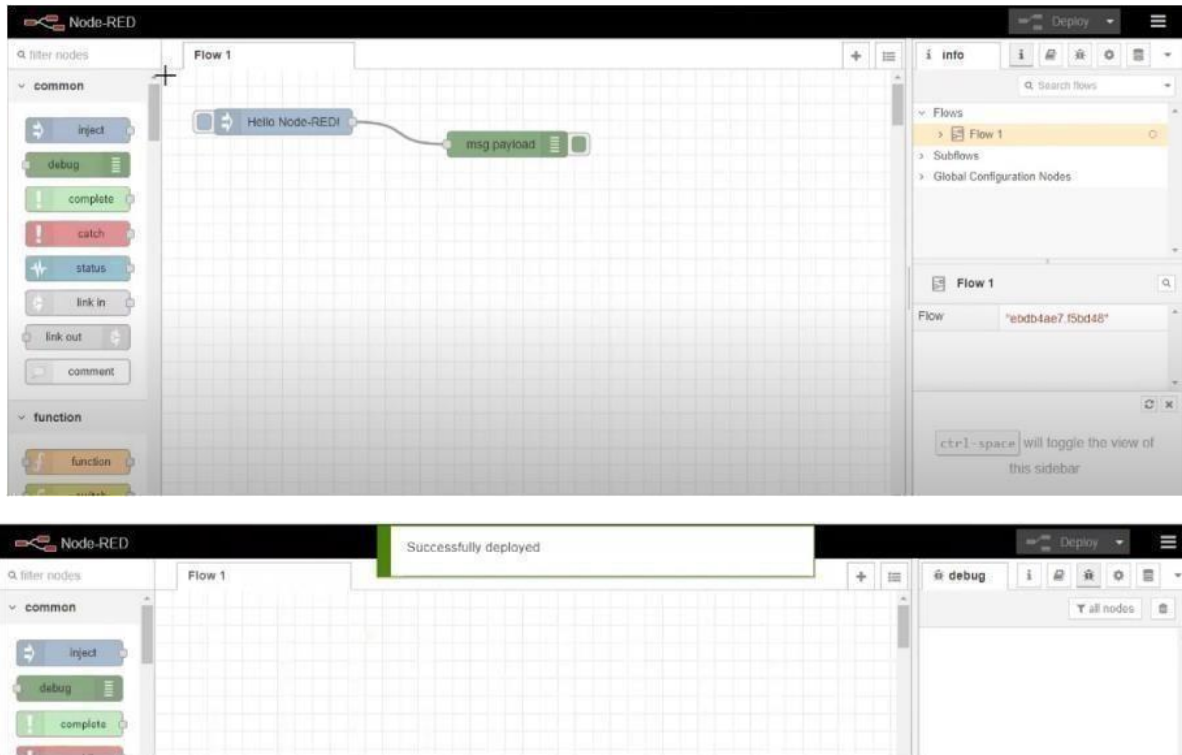 Node-RED
Deploy
filter nodes
Flow 1
info
i
Search flows
common
Flows
Hello Node-RED!
inject
Flow 1
msg.payload
debug
Subflows
Global Configuration Nodes
complete
catch
status
Flow 1
link in
Flow "ebdb4ae7.f5bd48"
link out
comment
function
ctrl-space will toggle the view of
this sidebar
function
switch
Node-RED
Successfully deployed
Deploy
filter nodes
Flow 1
debug
i
common
all nodes
inject
debug
complete